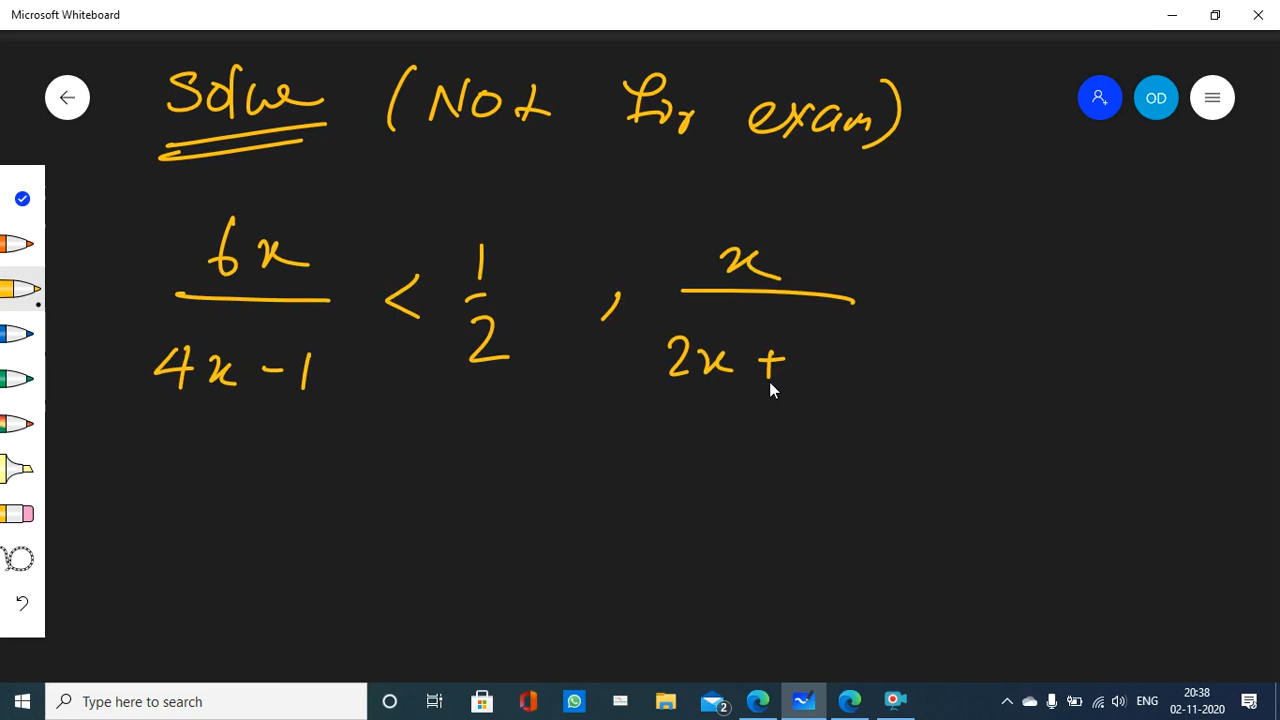 Microsoft Whiteboard
Solve (Not for exam)
OD
6x / 4x - 1 < 1 / 2 , x / 2x +
Type here to search
2
ENG
20:38
02-11-2020